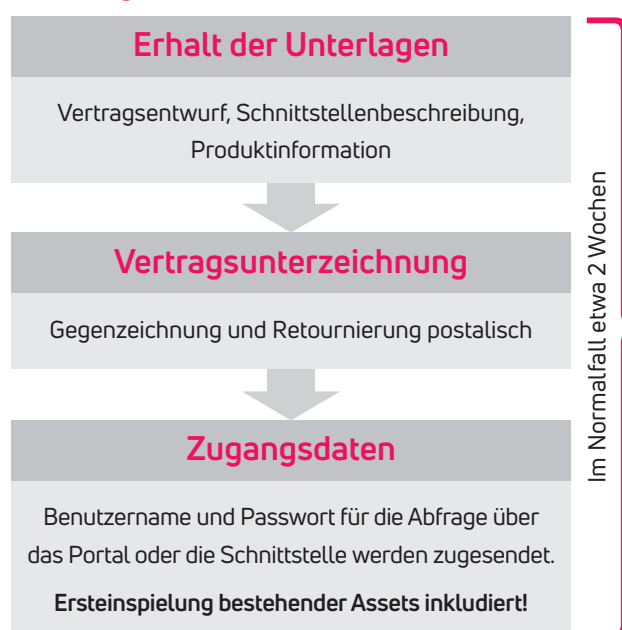 Erhalt der Unterlagen
Vertragsentwurf, Schnittstellenbeschreibung,
Produktinformation
Vertragsunterzeichnung
Gegenzeichnung und Retournierung postalisch
Zugangsdaten
Benutzername und Passwort für die Abfrage über
das Portal oder die Schnittstelle werden zugesendet.
Ersteinspielung bestehender Assets inkludiert!
Im Normalfall etwa 2 Wochen